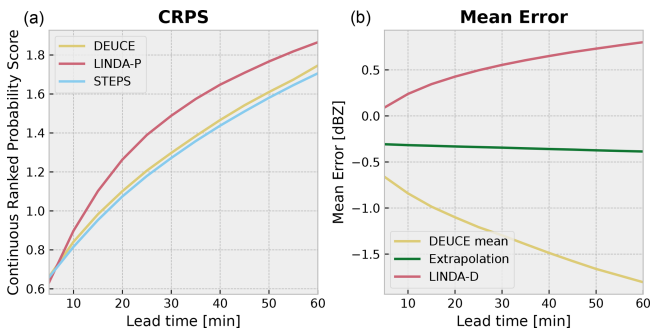 (a) CRPS
Continuous Ranked Probability Score
1.8
1.6
1.4
1.2
1.0
0.8
0.6
DEUCE
LINDA-P
STEPS
10 20 30 40 50 60
Lead time [min]
(b) Mean Error
Mean Error [dBZ]
0.5
0.0
−0.5
−1.0
−1.5
DEUCE mean
Extrapolation
LINDA-D
10 20 30 40 50 60
Lead time [min]